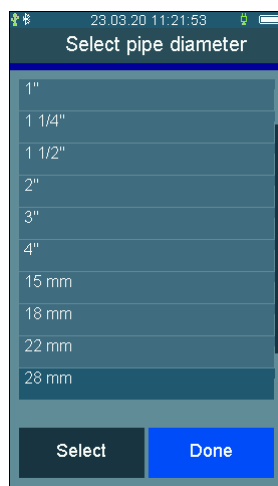 23.03.20 11:21:53
Select pipe diameter
1"
1 1/4"
1 1/2"
2"
3"
4"
15 mm
18 mm
22 mm
28 mm
Select Done